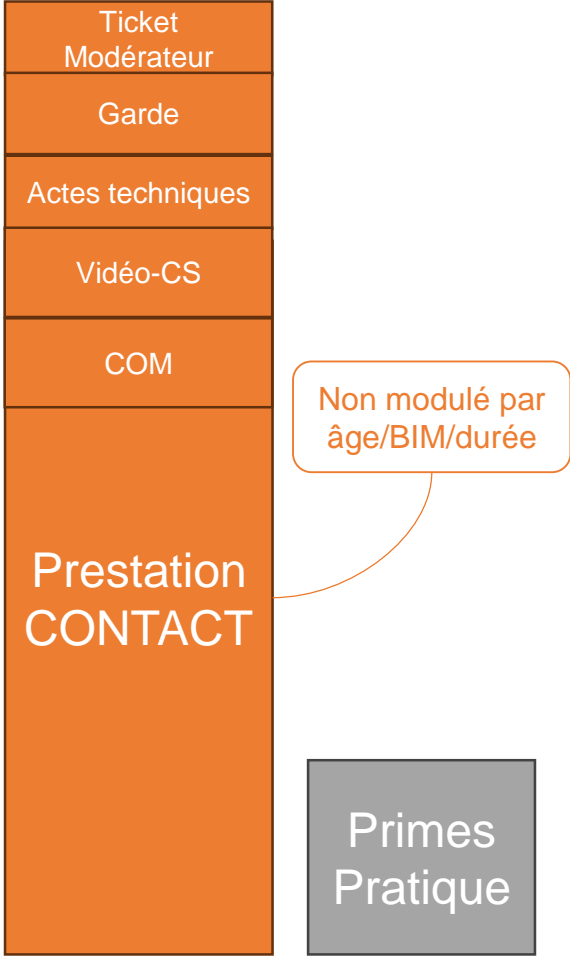 Ticket
Modérateur
Garde
Actes techniques
Vidéo-CS
COM
Non modulé par
âge/BIM/durée
Prestation
CONTACT
Primes
Pratique